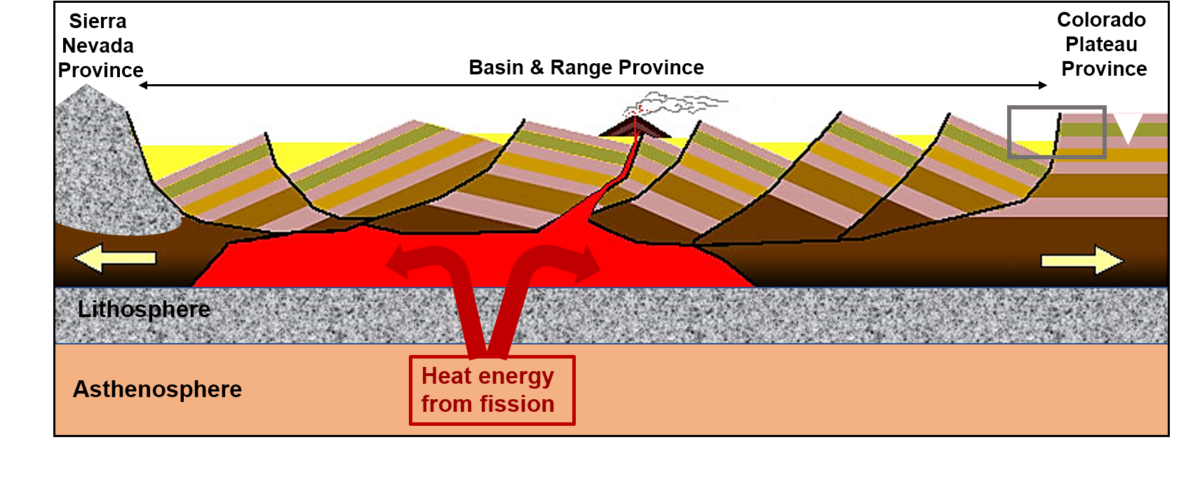 Sierra
Nevada
Province
Basin & Range Province
Colorado
Plateau
Province
Lithosphere
Asthenosphere
Heat energy
from fission